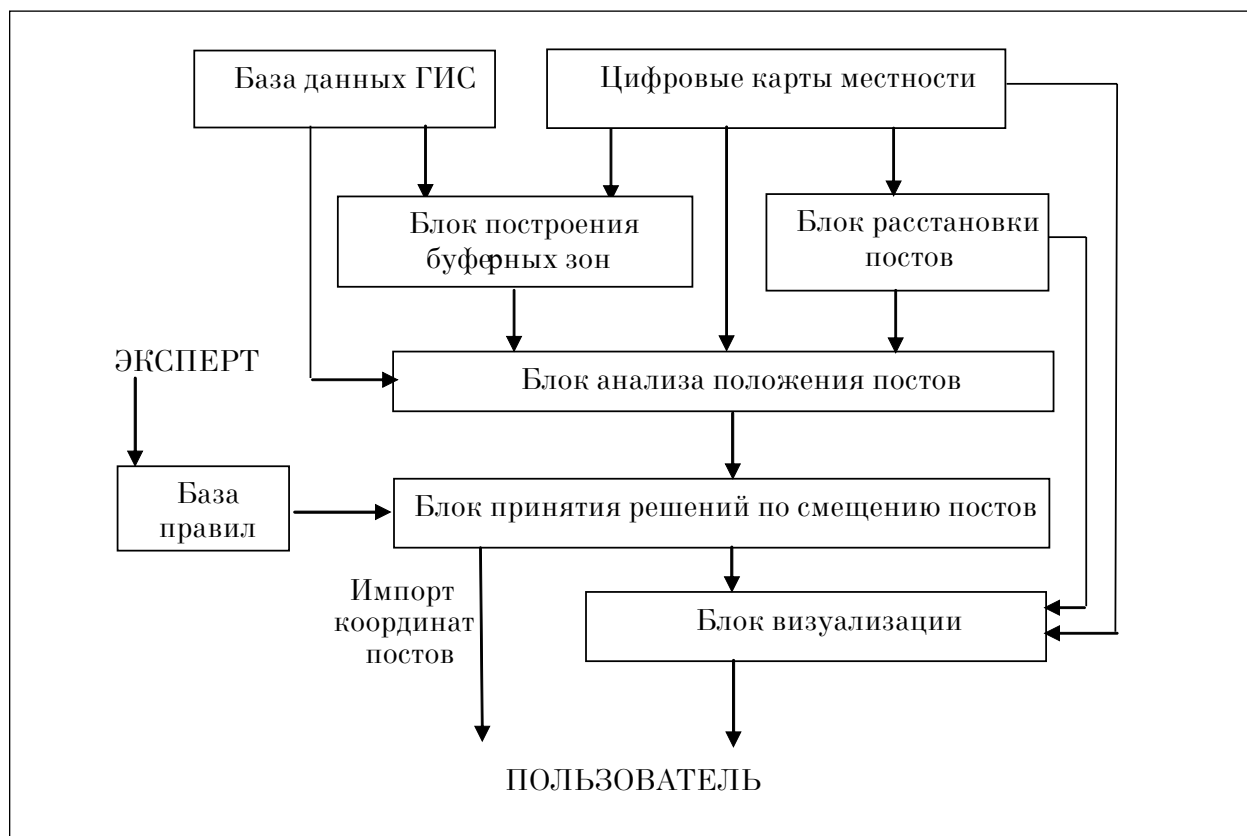 База данных ГИС
Цифровые карты местности
Блок построения
буферных зон
Блок расстановки
постов
ЭКСПЕРТ
Блок анализа положения постов
База
правил
Блок принятия решений по смещению постов
Импорт
координат
постов
Блок визуализации
ПОЛЬЗОВАТЕЛЬ